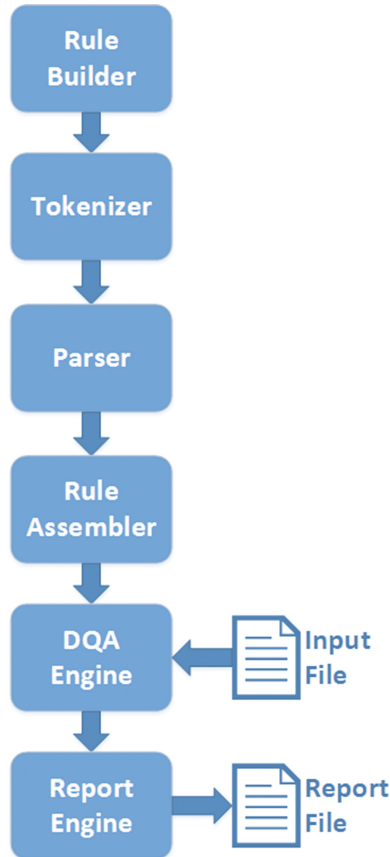 Rule
Builder
Tokenizer
Parser
Rule
Assembler
DQA
Engine
Input
File
Report
Engine
Report
File